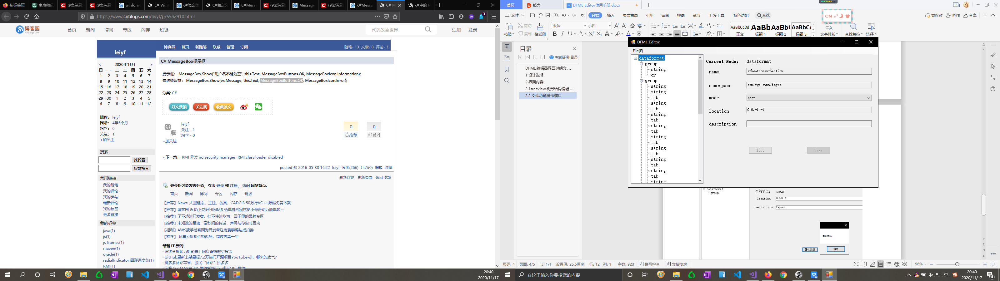 新标签页
南京师范
(9条消息
(9条消息
winform
C# WinF
c#怎么使
C#自定义
C#Messa
(9条消息
Message
(9条消息
c#Messa
C# M
c#中的 M
https://www.cnblogs.com/leiyf/p/5542910.html
博客园
cnblogs.com
首页 新闻 博问 专区 闪存 班级
代码改变世界
注册 登录
leiyf
博客园 首页 新随笔 联系 管理 订阅
随笔- 13 文章- 0 评论- 3
< 2020年11月 >
日 一 二 三 四 五 六
1 2 3 4 5 6 7
8 9 10 11 12 13 14
15 16 17 18 19 20 21
22 23 24 25 26 27 28
29 30 1 2 3 4 5
6 7 8 9 10 11 12
昵称： leiyf
园龄： 4年5个月
粉丝： 0
关注： 1
+加关注
搜索
找找看
谷歌搜索
常用链接
我的随笔
我的评论
我的参与
最新评论
我的标签
更多链接
我的标签
java(1)
js(1)
js frames(1)
maven(1)
oracle(1)
radialIndicator 圆形进度条(1)
RMI(1)
C# MessageBox提示框
提示框： MessageBox.Show("用户名不能为空", this.Text, MessageBoxButtons.OK, MessageBoxIcon.Information);
错误警告框： MessageBox.Show(ex.Message, this.Text, MessageBoxButtons.OK, MessageBoxIcon.Error);
分类: C#
好文要顶 关注我 收藏该文
leiyf
关注 - 1
粉丝 - 0
+加关注
0 0
推荐 反对
» 下一篇： RMI 异常 no security manager: RMI class loader disabled
posted @ 2016-05-30 16:22 leiyf 阅读(266) 评论(0) 编辑 收藏
刷新评论 刷新页面 返回顶部
登录后才能发表评论，立即 登录 或 注册， 访问 网站首页。
首页 新闻 博问 专区 闪存 班级
【推荐】News: 大型组态、工控、仿真、CADGIS 50万行VC++源码免费下载
【推荐】博客园 & 陌上花开HIMMR 给单身的程序员小哥哥助力脱单啦～
【推荐】了不起的开发者，挡不住的华为，园子里的品牌专区
【推荐】未知数的距离，毫秒间的传递，声网与你实时互动
【福利】AWS携手博客园为开发者送免费套餐与抵扣券
【推荐】 阿里云折扣价格返场，错过再等一年
最新 IT 新闻:
· 德银分析师力挺蔚来！回应香橼做空报告
· GitHub重新上架星标7.2万热门开源项目YouTube-dl，哪来的底气？
· 拼多多补贴苹果，股民“补贴”拼多多
20:40
2020/11/17
首页 稻壳 DFML Editor使用手册.docx
文件 开始 插入 页面布局 引用 审阅 视图 章节 开发工具 特色功能 查找
CN
有修改 协作 分享
粘贴 剪切 复制 格式刷
宋体 小四
AaBbCcDd 正文
AaBb 标题 1
AaBb( 标题 2
AaBbC 标题 3
文字排版 查找替换 选择
目录
智能识别目录
DFML 编辑器界面说明文 ...
1 设计说明
2 界面内容
2.1treeview 树形结构编辑 ...
2.2 文件功能操作模块
DFML Editor
File(F)
dataformat
group
string
cr
group
string
string
tab
string
tab
string
tab
string
tab
string
tab
string
tab
string
tab
string
tab
string
Current Node: dataformat
name subcatchmentSection
namespace com.vge.swmm.input
mode char
location 0 0,-1 -1
description
Edit Save
dataformat
group
当前节点： group
location 0 0,0 -1
description keyword
更新成功
确定
属性更新
页码: 4 页面: 4/5 节: 1/1 设置值: 26.5厘米 行: 12 列: 1 字数: 923 拼写检查 文档校对
96%
在这里输入你要搜索的内容
中
20:40
2020/11/17
4